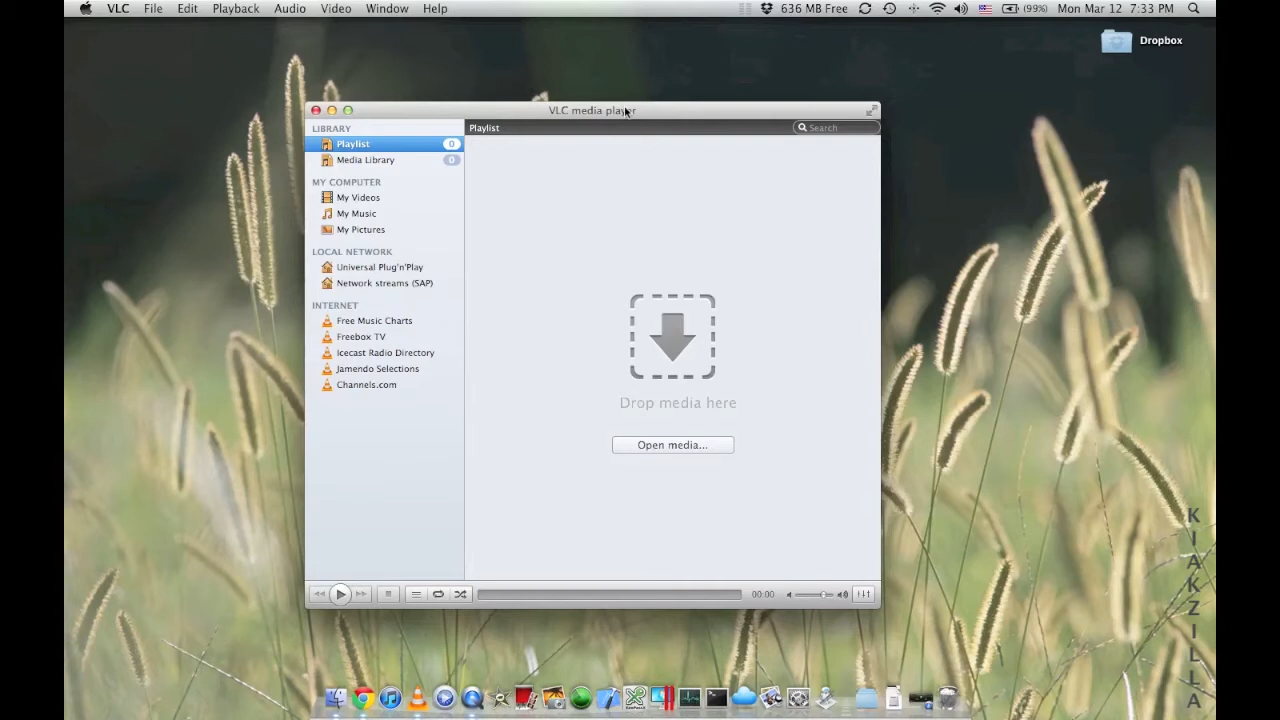 VLC File Edit Playback Audio Video Window Help
636 MB Free (99%) Mon Mar 12 7:33 PM
Dropbox
VLC media player
LIBRARY
Playlist 0
Media Library 0
MY COMPUTER
My Videos
My Music
My Pictures
LOCAL NETWORK
Universal Plug'n'Play
Network streams (SAP)
INTERNET
Free Music Charts
Freebox TV
Icecast Radio Directory
Jamendo Selections
Channels.com
Playlist
Search
Drop media here
Open media...
00:00
KIAKZILLA